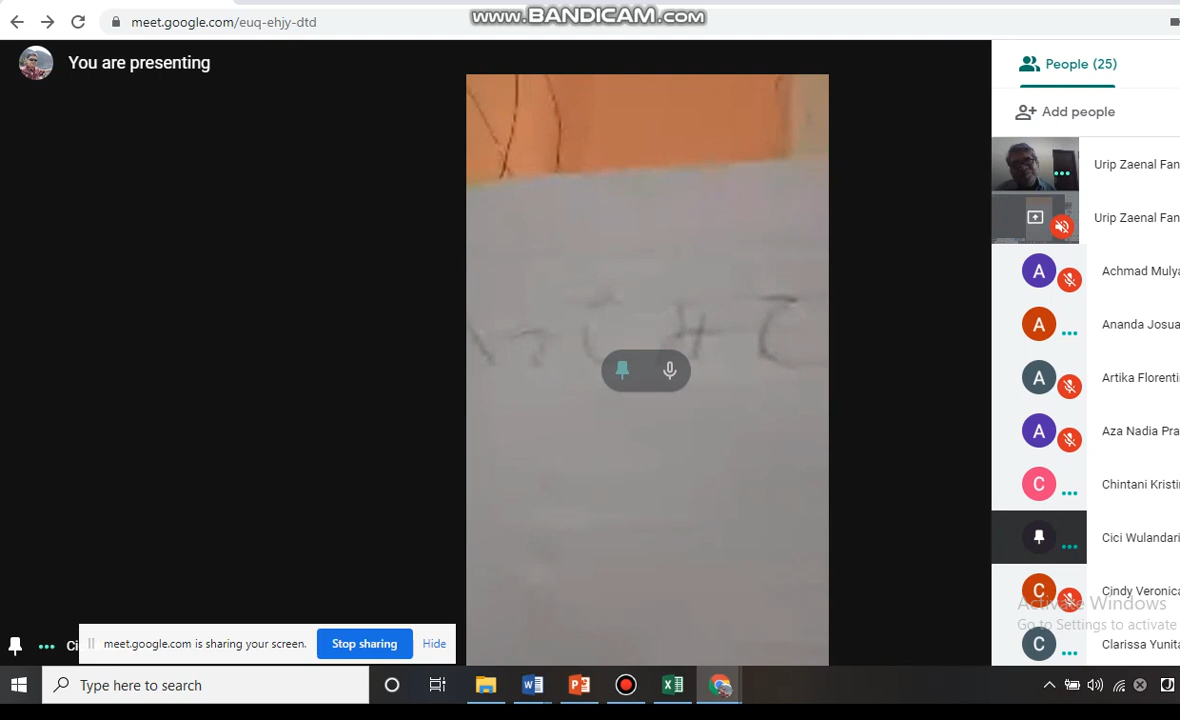 www.BANDICAM.com
meet.google.com/euq-ehjy-dtd
You are presenting
People (25)
Add people
Urip Zaenal Fan
Urip Zaenal Fan
A
Achmad Mulya
A
Ananda Josua
A
Artika Florentin
A
Aza Nadia Pra
C
Chintani Kristin
Cici Wulandari
C
Cindy Veronica
C
Clarissa Yunita
Activate Windows
Go to Settings to activate
Ci
meet.google.com is sharing your screen.
Stop sharing
Hide
Type here to search